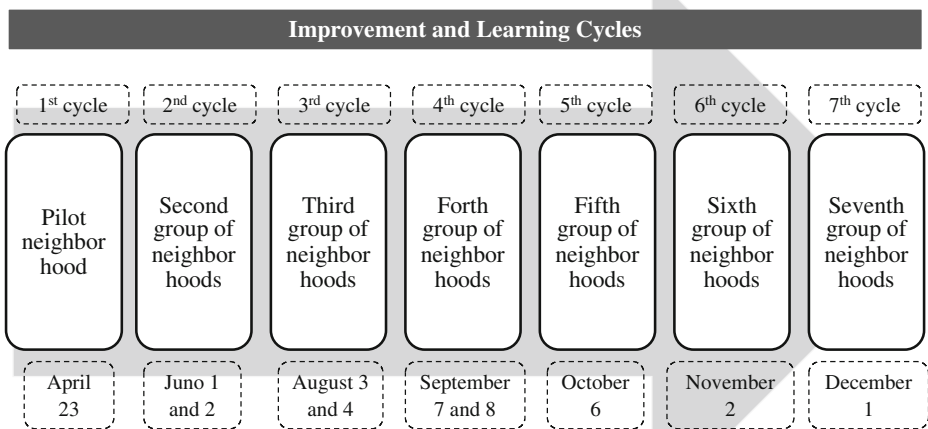 Improvement and Learning Cycles
1st cycle
2nd cycle
3rd cycle
4th cycle
5th cycle
6th cycle
7th cycle
Pilot
neighbor
hood
Second
group of
neighbor
hoods
Third
group of
neighbor
hoods
Forth
group of
neighbor
hoods
Fifth
group of
neighbor
hoods
Sixth
group of
neighbor
hoods
Seventh
group of
neighbor
hoods
April
23
Juno 1
and 2
August 3
and 4
September
7 and 8
October
6
November
2
December
1